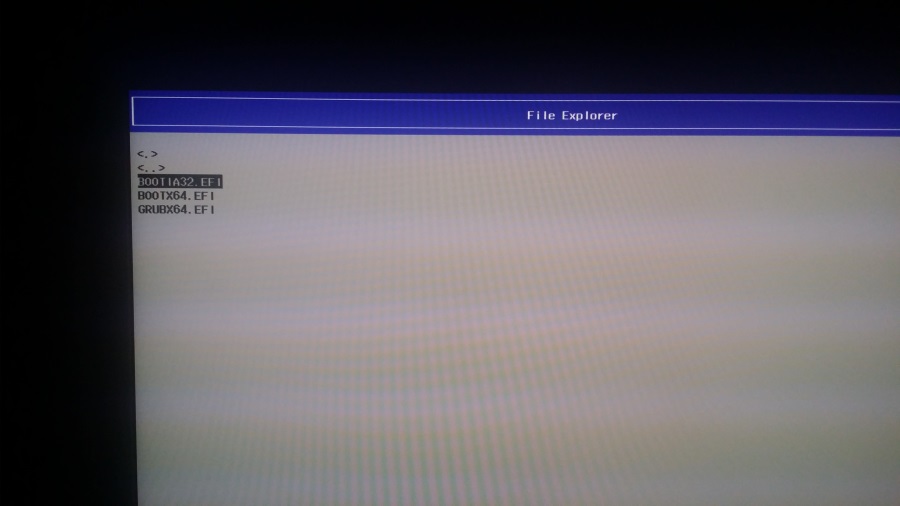 File Explorer
<.>
<..>
BOOTIA32.EFI
BOOTX64.EFI
GRUBX64.EFI